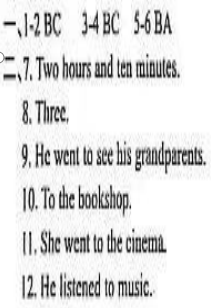 一、1-2 BC 3-4 BC 5-6 BA
二、7. Two hours and ten minutes.
8. Three.
9. He went to see his grandparents.
10. To the bookshop.
11. She went to the cinema.
12. He listened to music.